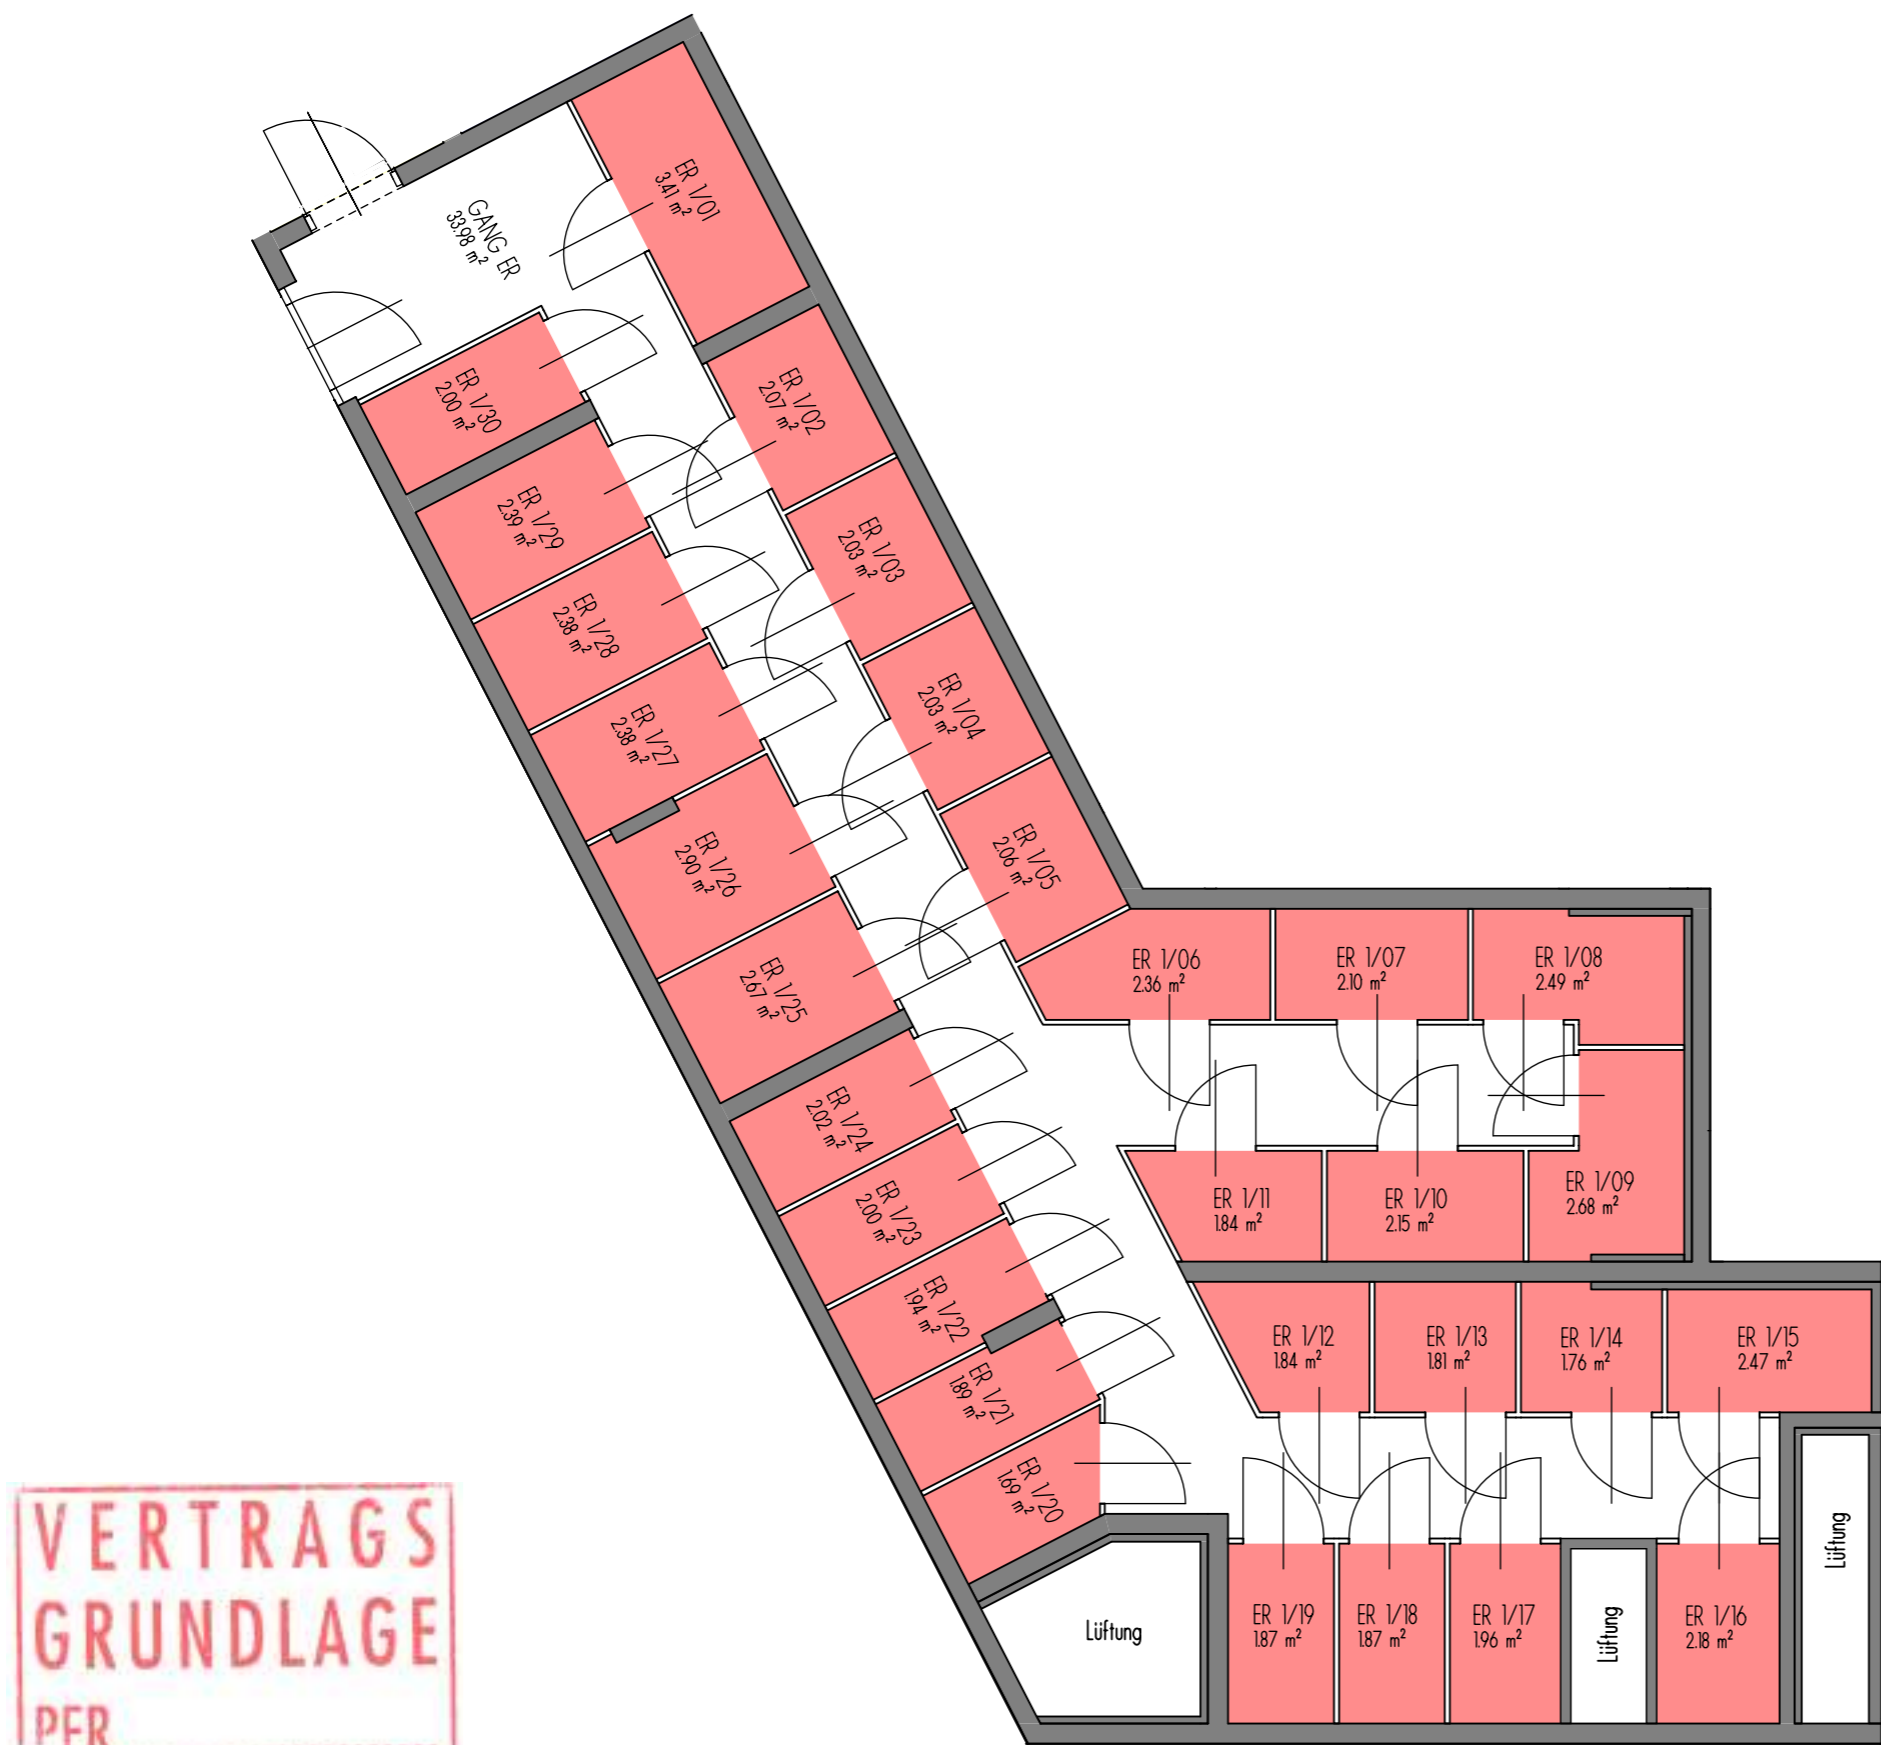 GANG ER
33.98 m²
ER 1/01
3.41 m²
ER 1/02
2.07 m²
ER 1/03
2.03 m²
ER 1/04
2.03 m²
ER 1/05
2.06 m²
ER 1/06
2.36 m²
ER 1/07
2.10 m²
ER 1/08
2.49 m²
ER 1/09
2.68 m²
ER 1/10
2.15 m²
ER 1/11
1.84 m²
ER 1/12
1.84 m²
ER 1/13
1.81 m²
ER 1/14
1.76 m²
ER 1/15
2.47 m²
ER 1/16
2.18 m²
ER 1/17
1.96 m²
ER 1/18
1.87 m²
ER 1/19
1.87 m²
ER 1/20
1.69 m²
ER 1/21
1.89 m²
ER 1/22
1.94 m²
ER 1/23
2.00 m²
ER 1/24
2.02 m²
ER 1/25
2.67 m²
ER 1/26
2.90 m²
ER 1/27
2.38 m²
ER 1/28
2.38 m²
ER 1/29
2.39 m²
ER 1/30
2.00 m²
Lüftung
Lüftung
Lüftung
VERTRAGS
GRUNDLAGE
PER